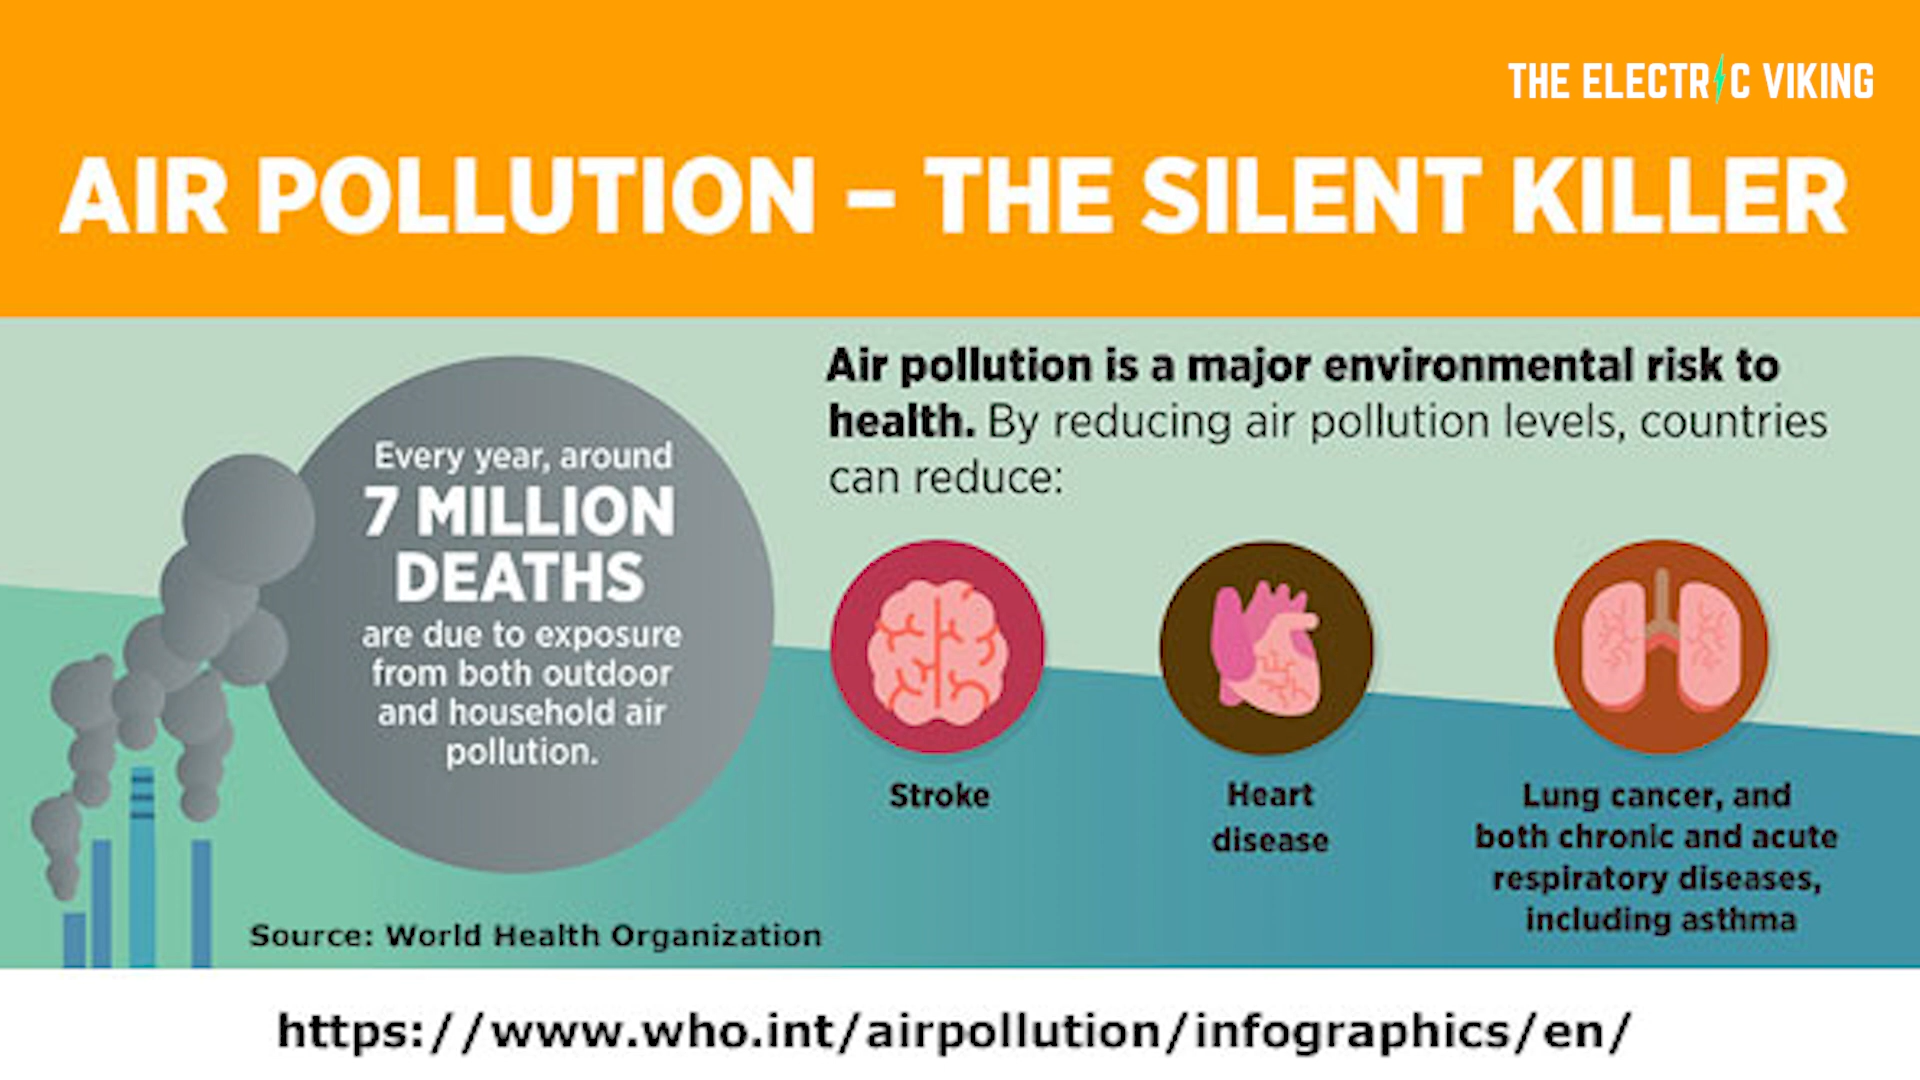 THE ELECTRIC VIKING
AIR POLLUTION – THE SILENT KILLER
Every year, around
7 MILLION
DEATHS
are due to exposure
from both outdoor
and household air
pollution.
Air pollution is a major environmental risk to
health. By reducing air pollution levels, countries
can reduce:
Stroke
Heart
disease
Lung cancer, and
both chronic and acute
respiratory diseases,
including asthma
Source: World Health Organization
https://www.who.int/airpollution/infographics/en/